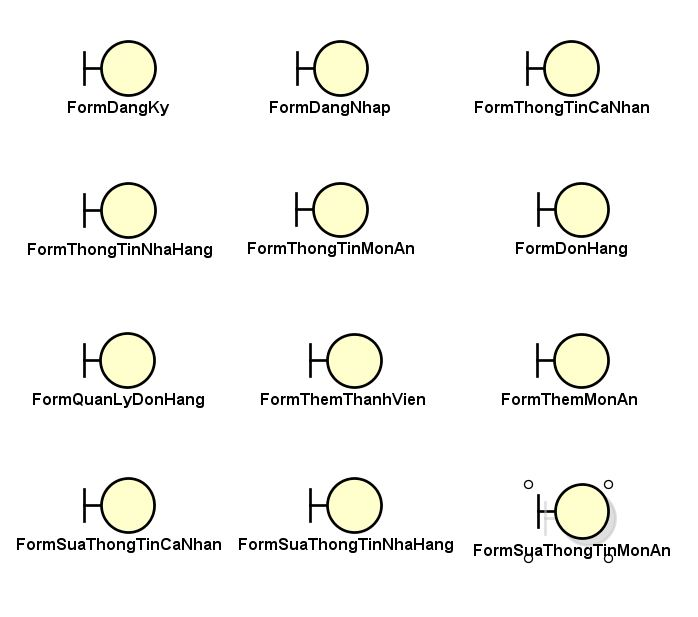 FormDangKy
FormDangNhap
FormThongTinCaNhan
FormThongTinNhaHang
FormThongTinMonAn
FormDonHang
FormQuanLyDonHang
FormThemThanhVien
FormThemMonAn
FormSuaThongTinCaNhan
FormSuaThongTinNhaHang
FormSuaThongTinMonAn